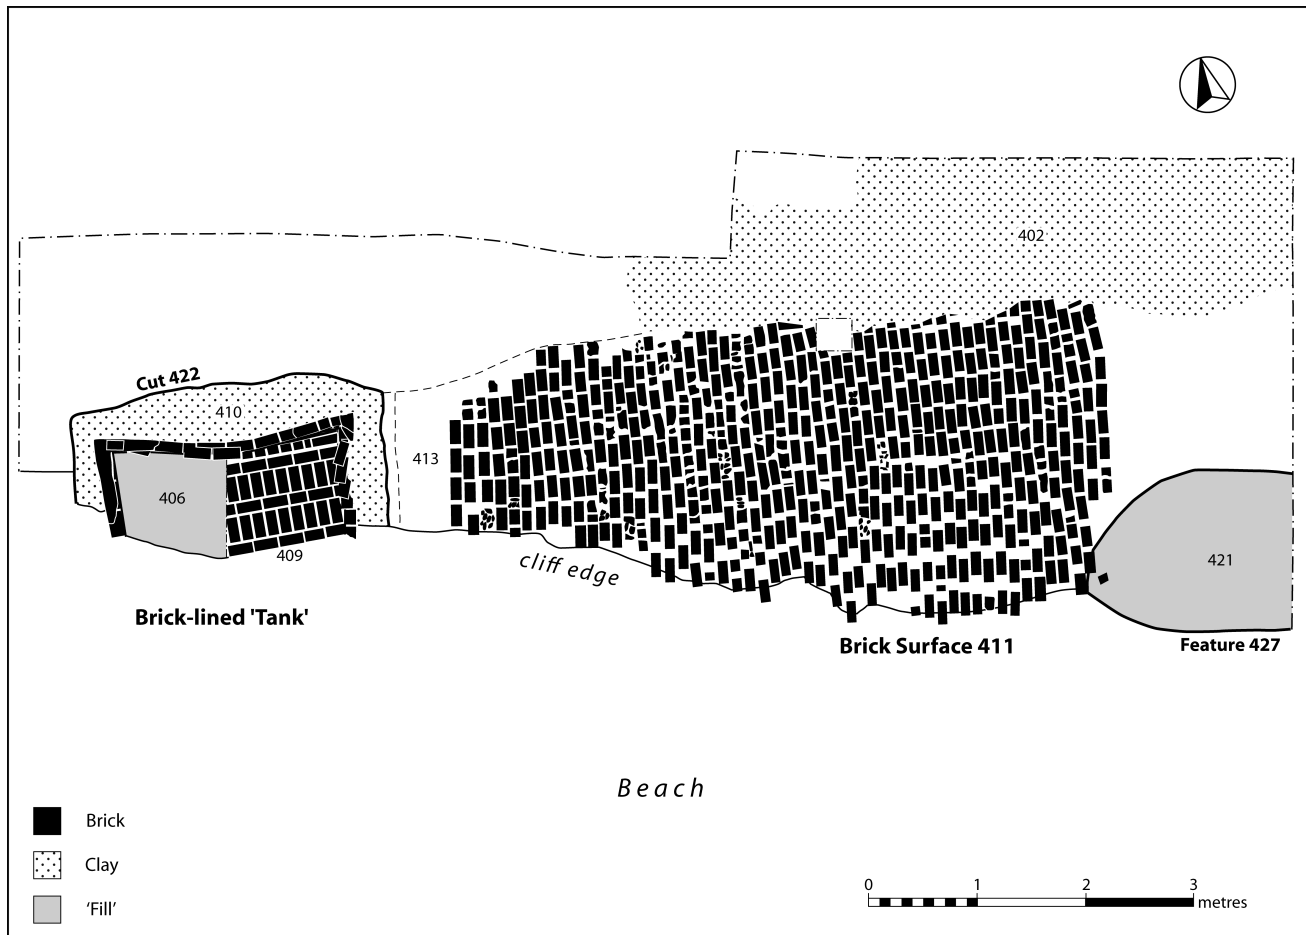 402
Cut 422
410
413
406
409
cliff edge
421
Brick-lined 'Tank'
Brick Surface 411
Feature 427
Beach
Brick
Clay
‘Fill’
0 1 2 3
metres